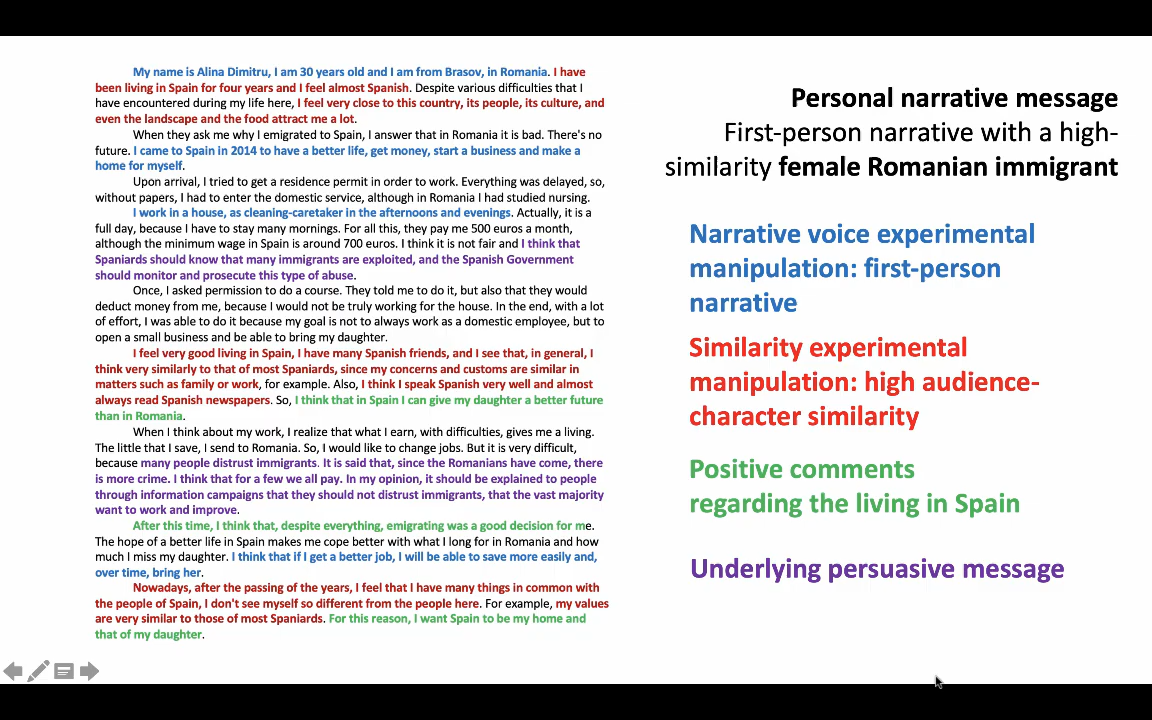 My name is Alina Dimitru, I am 30 years old and I am from Brasov, in Romania. I have
been living in Spain for four years and I feel almost Spanish. Despite various difficulties that I
have encountered during my life here, I feel very close to this country, its people, its culture, and
even the landscape and the food attract me a lot.
When they ask me why I emigrated to Spain, I answer that in Romania it is bad. There's no
future. I came to Spain in 2014 to have a better life, get money, start a business and make a
home for myself.
Upon arrival, I tried to get a residence permit in order to work. Everything was delayed, so,
without papers, I had to enter the domestic service, although in Romania I had studied nursing.
I work in a house, as cleaning-caretaker in the afternoons and evenings. Actually, it is a
full day, because I have to stay many mornings. For all this, they pay me 500 euros a month,
although the minimum wage in Spain is around 700 euros. I think it is not fair and I think that
Spaniards should know that many immigrants are exploited, and the Spanish Government
should monitor and prosecute this type of abuse.
Once, I asked permission to do a course. They told me to do it, but also that they would
deduct money from me, because I would not be truly working for the house. In the end, with a lot
of effort, I was able to do it because my goal is not to always work as a domestic employee, but to
open a small business and be able to bring my daughter.
I feel very good living in Spain, I have many Spanish friends, and I see that, in general, I
think very similarly to that of most Spaniards, since my concerns and customs are similar in
matters such as family or work, for example. Also, I think I speak Spanish very well and almost
always read Spanish newspapers. So, I think that in Spain I can give my daughter a better future
than in Romania.
When I think about my work, I realize that what I earn, with difficulties, gives me a living.
The little that I save, I send to Romania. So, I would like to change jobs. But it is very difficult,
because many people distrust immigrants. It is said that, since the Romanians have come, there
is more crime. I think that for a few we all pay. In my opinion, it should be explained to people
through information campaigns that they should not distrust immigrants, that the vast majority
want to work and improve.
After this time, I think that, despite everything, emigrating was a good decision for me.
The hope of a better life in Spain makes me cope better with what I long for in Romania and how
much I miss my daughter. I think that if I get a better job, I will be able to save more easily and,
over time, bring her.
Nowadays, after the passing of the years, I feel that I have many things in common with
the people of Spain, I don't see myself so different from the people here. For example, my values
are very similar to those of most Spaniards. For this reason, I want Spain to be my home and
that of my daughter.
Personal narrative message
First-person narrative with a high-
similarity female Romanian immigrant
Narrative voice experimental
manipulation: first-person
narrative
Similarity experimental
manipulation: high audience-
character similarity
Positive comments
regarding the living in Spain
Underlying persuasive message